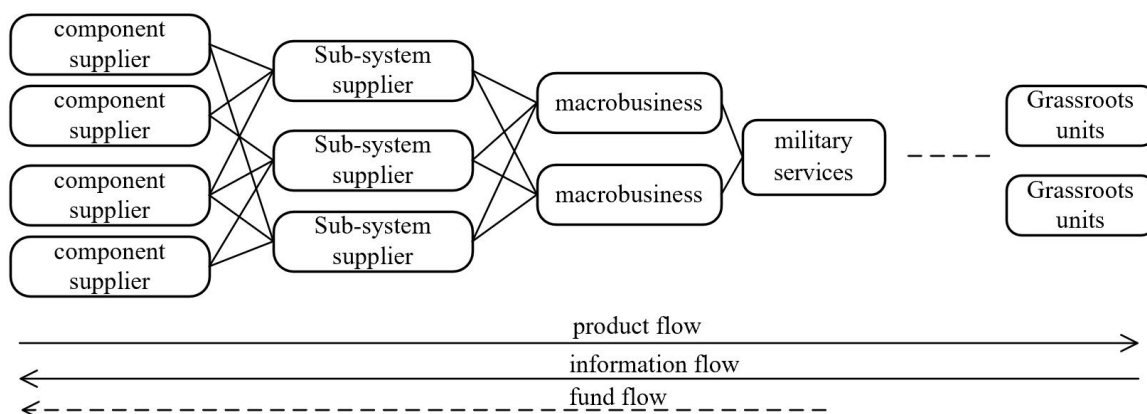 component
supplier
component
supplier
component
supplier
component
supplier
Sub-system
supplier
Sub-system
supplier
Sub-system
supplier
macrobusiness
macrobusiness
military
services
Grassroots
units
Grassroots
units
product flow
information flow
fund flow